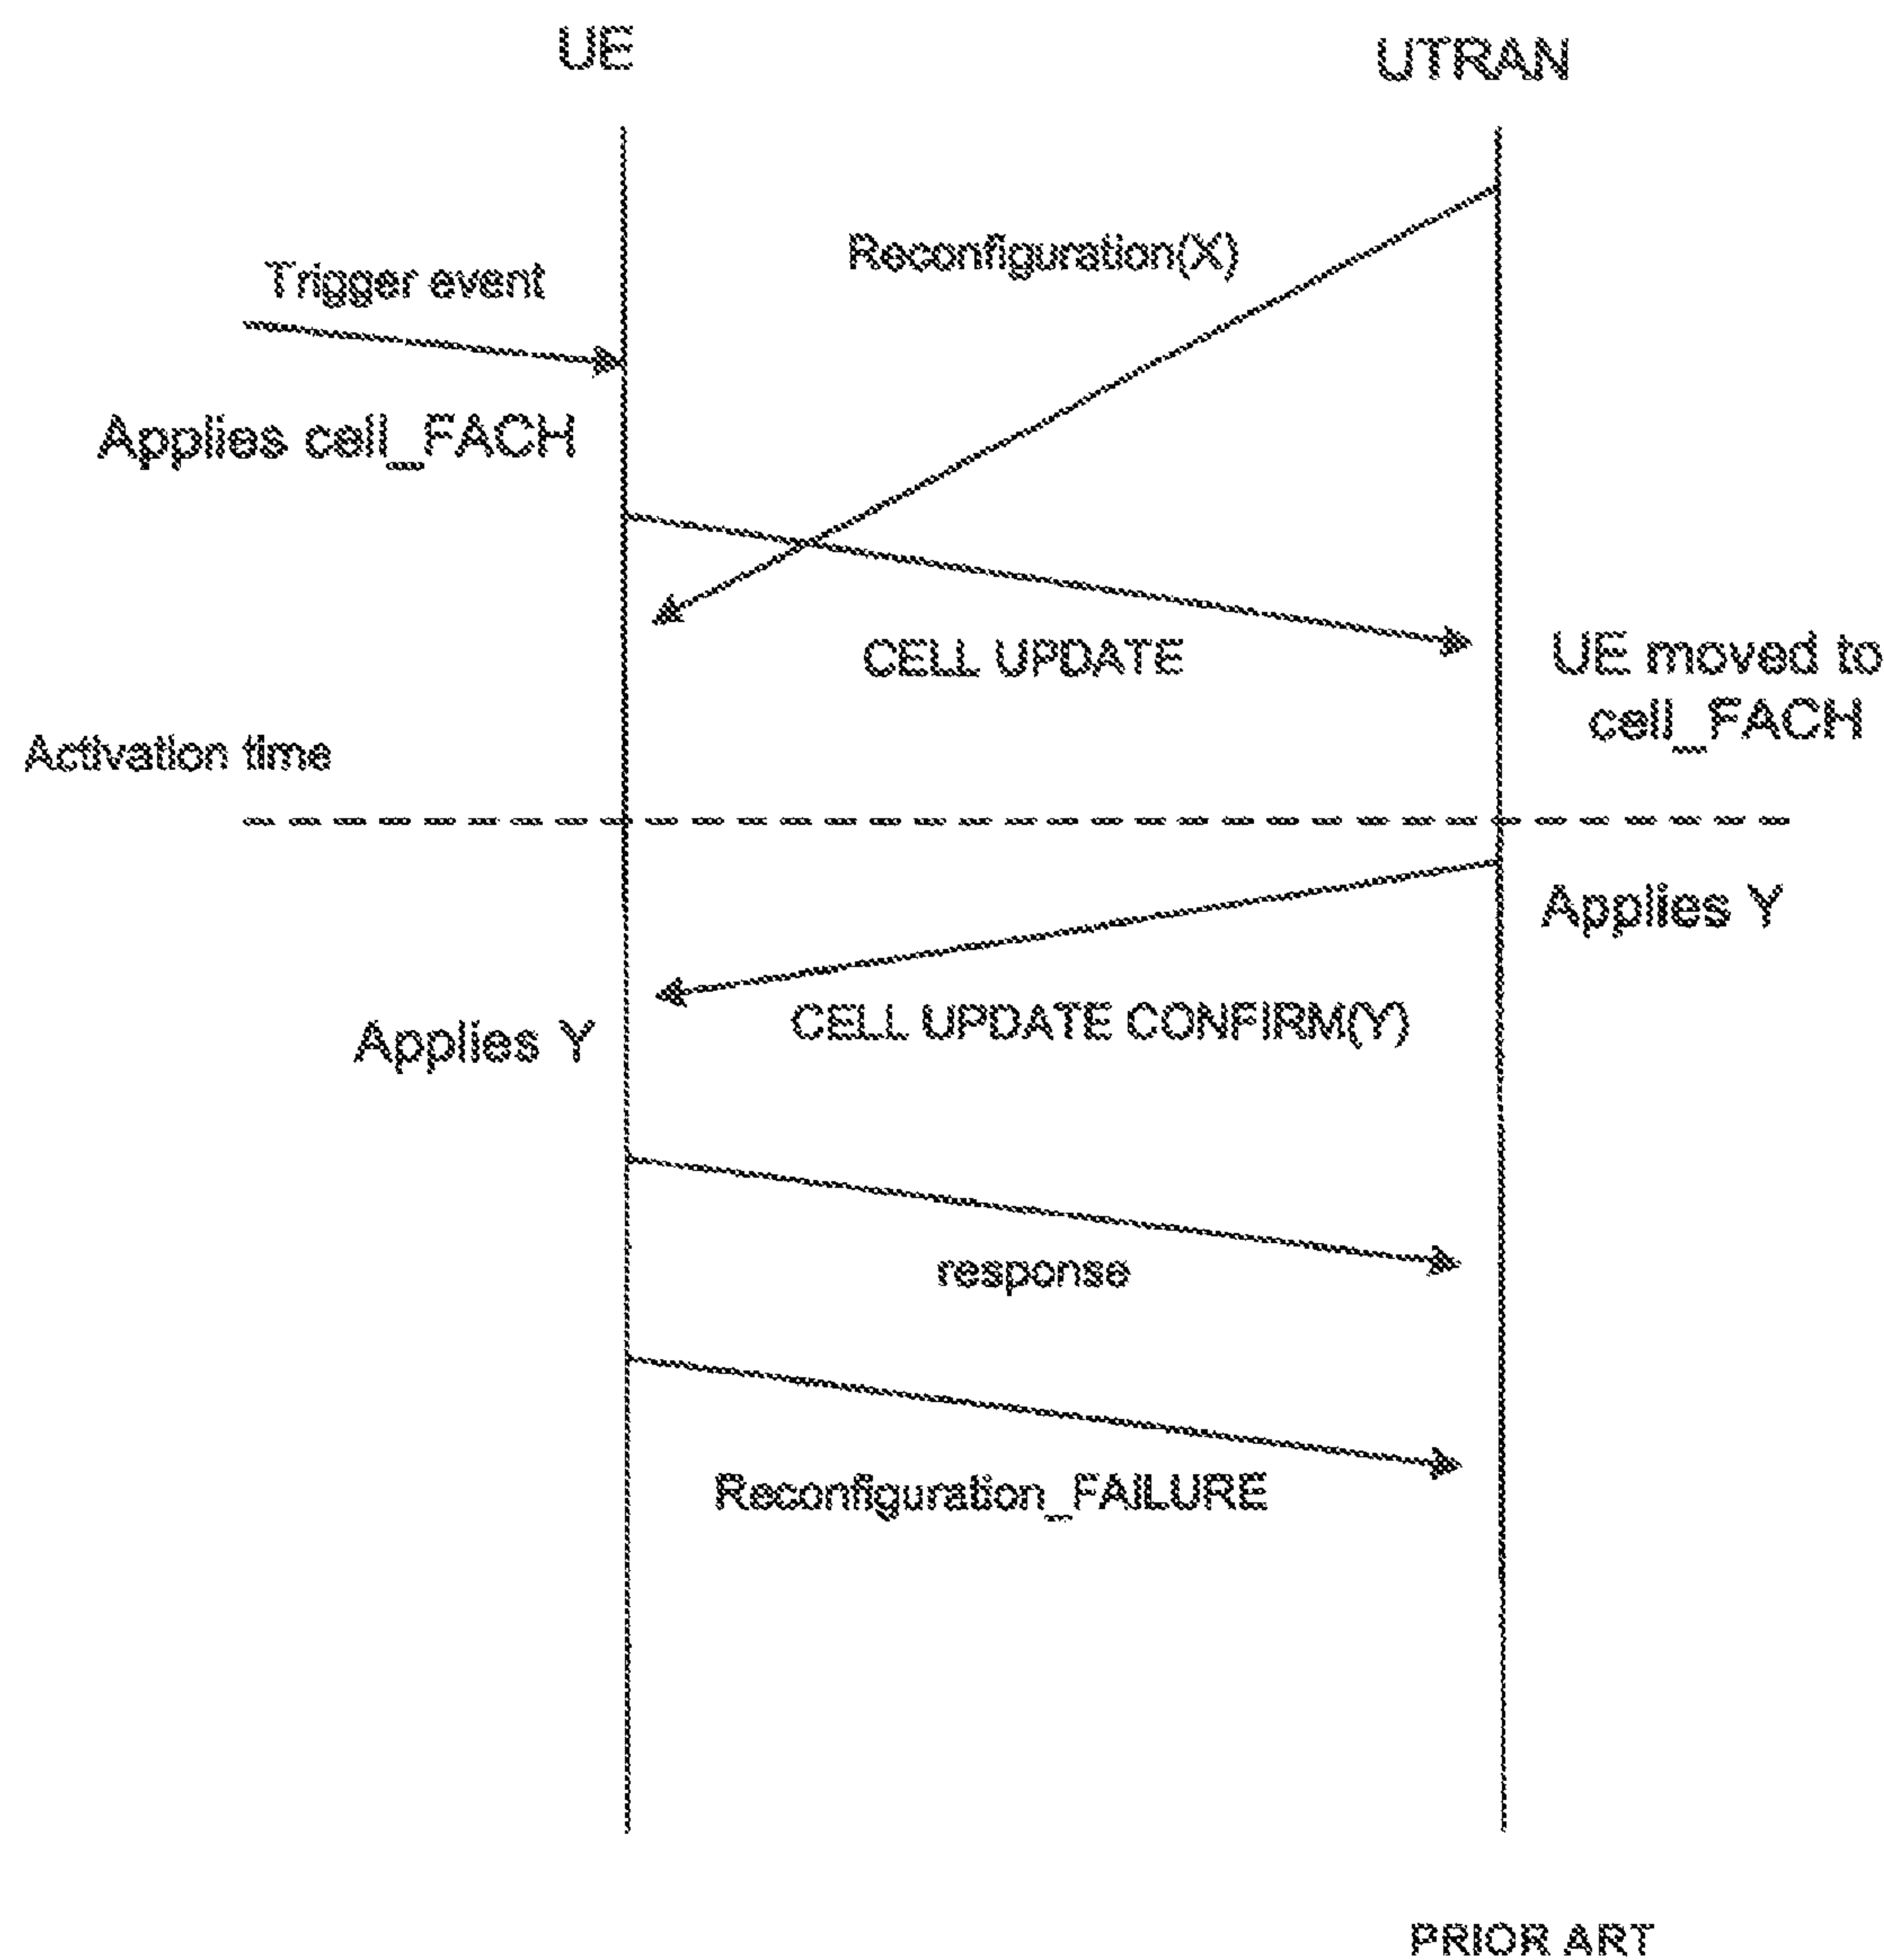 UE
UTRAN
Reconfiguration(X)
Trigger event
Applies cell_FACH
CELL UPDATE
UE moved to
cell_FACH
Activation time
Applies Y
CELL UPDATE CONFIRM(Y)
Applies Y
response
Reconfiguration_FAILURE
PRIOR ART